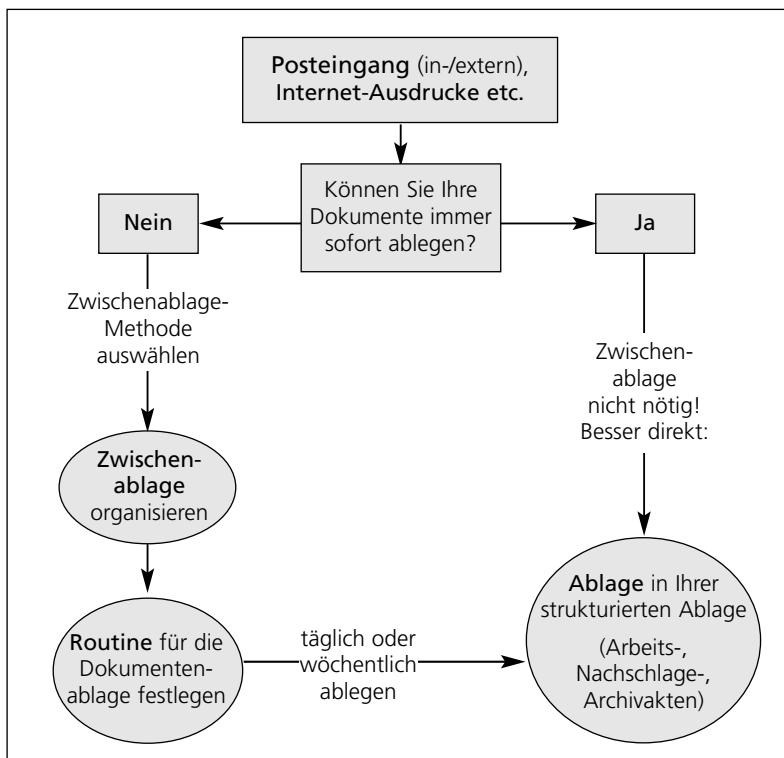 Posteingang (in-/extern),
Internet-Ausdrucke etc.
Können Sie Ihre
Dokumente immer
sofort ablegen?
Nein
Ja
Zwischenablage-
Methode
auswählen
Zwischen-
ablage
nicht nötig!
Besser direkt:
Zwischen-
ablage
organisieren
Routine für die
Dokumenten-
ablage festlegen
täglich oder
wöchentlich
ablegen
Ablage in Ihrer
strukturierten Ablage
(Arbeits-,
Nachschlage-,
Archivakten)